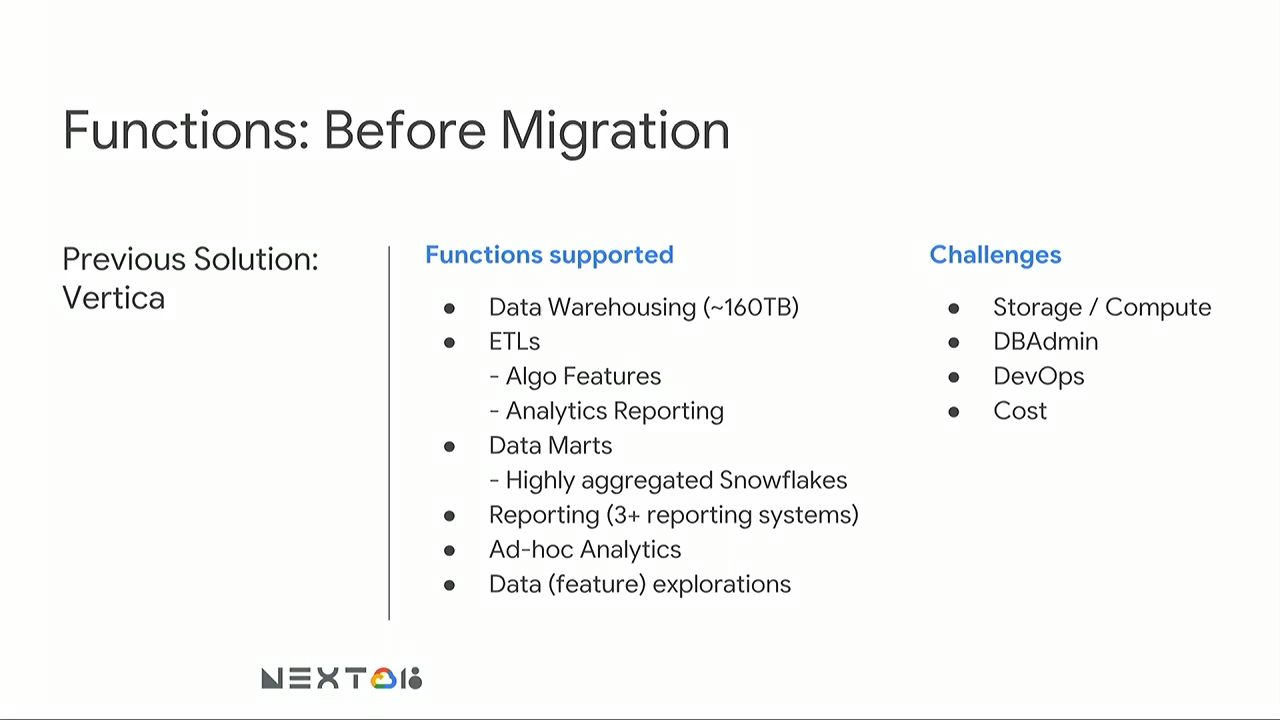 Functions: Before Migration
Previous Solution:
Vertica
Functions supported
● Data Warehousing (~160TB)
● ETLs
- Algo Features
- Analytics Reporting
● Data Marts
- Highly aggregated Snowflakes
● Reporting (3+ reporting systems)
● Ad-hoc Analytics
● Data (feature) explorations
Challenges
● Storage / Compute
● DBAdmin
● DevOps
● Cost
NEXT 18